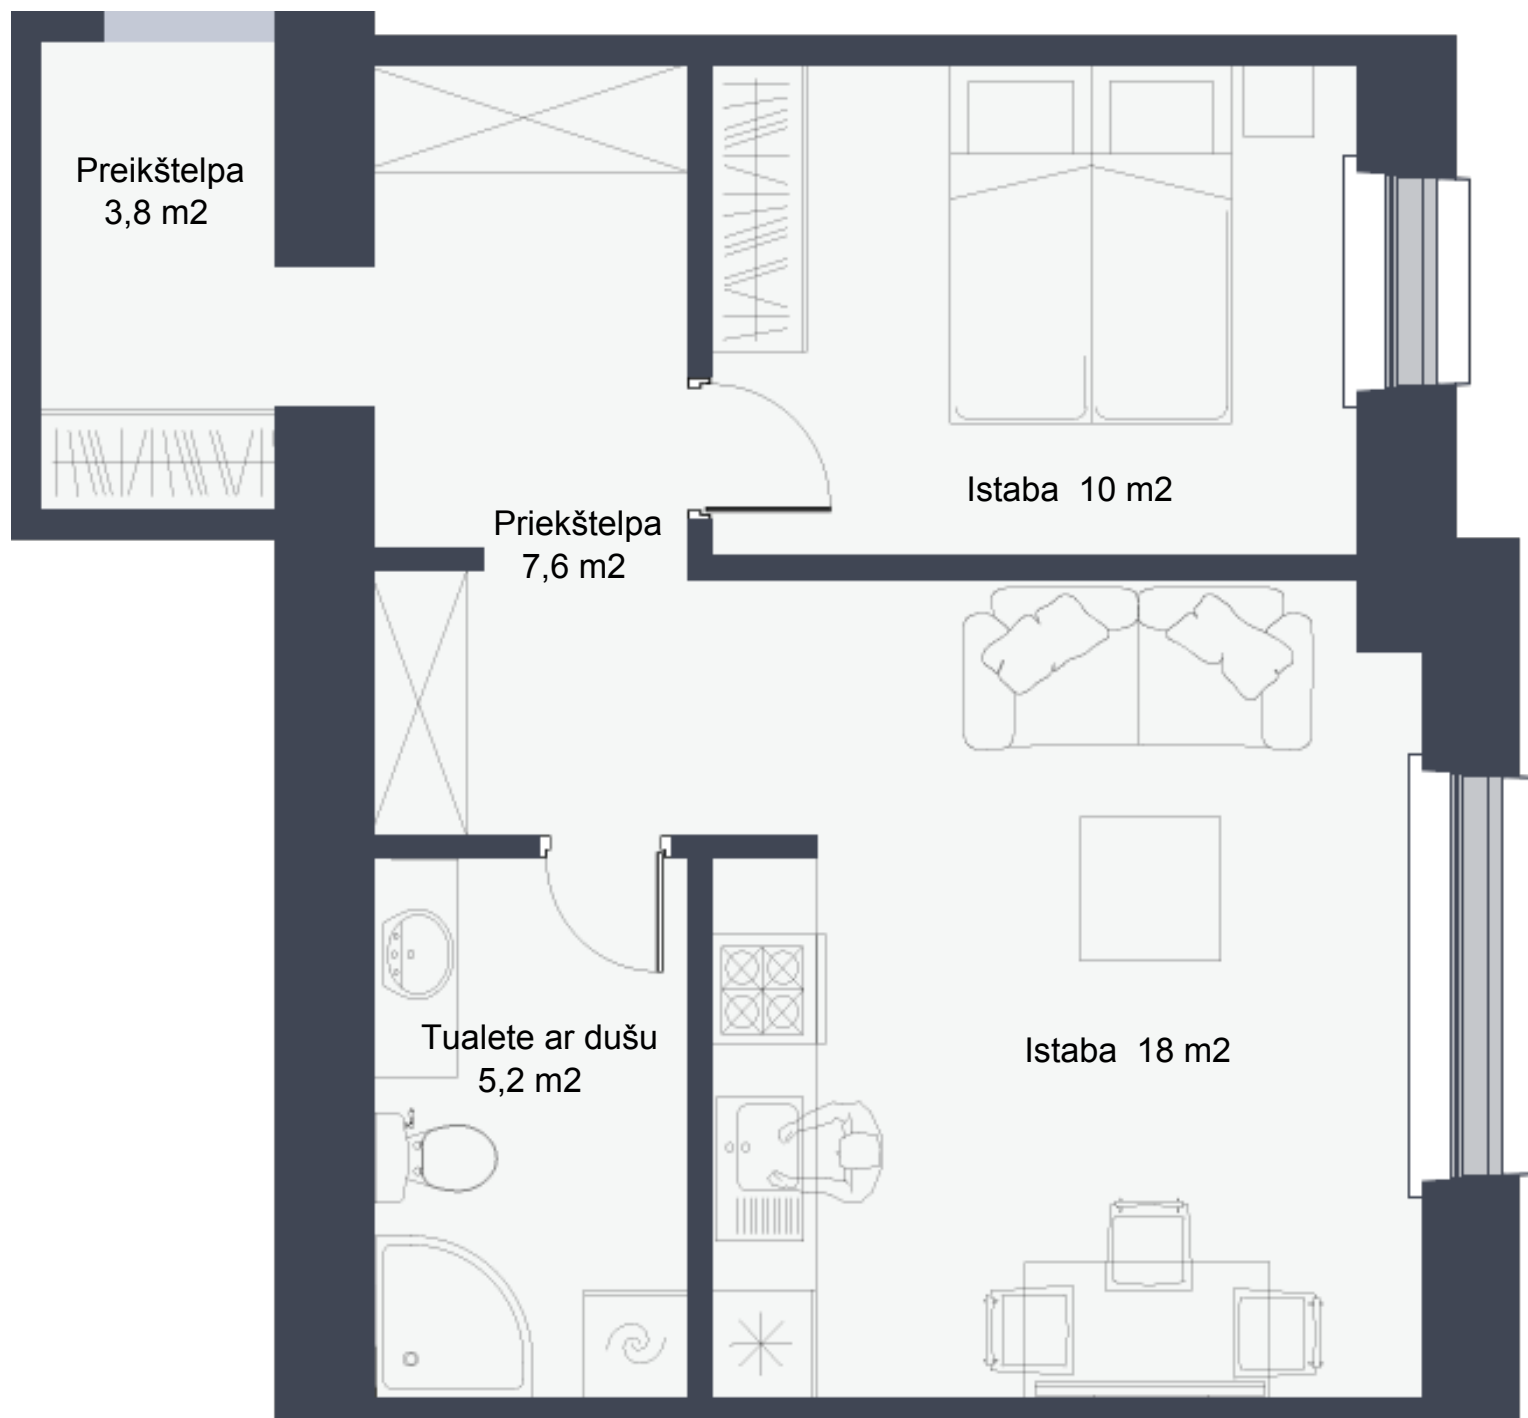 Preikštelpa
3,8 m2
Istaba  10 m2
Priekštelpa
7,6 m2
Tualete ar dušu
5,2 m2
Istaba  18 m2